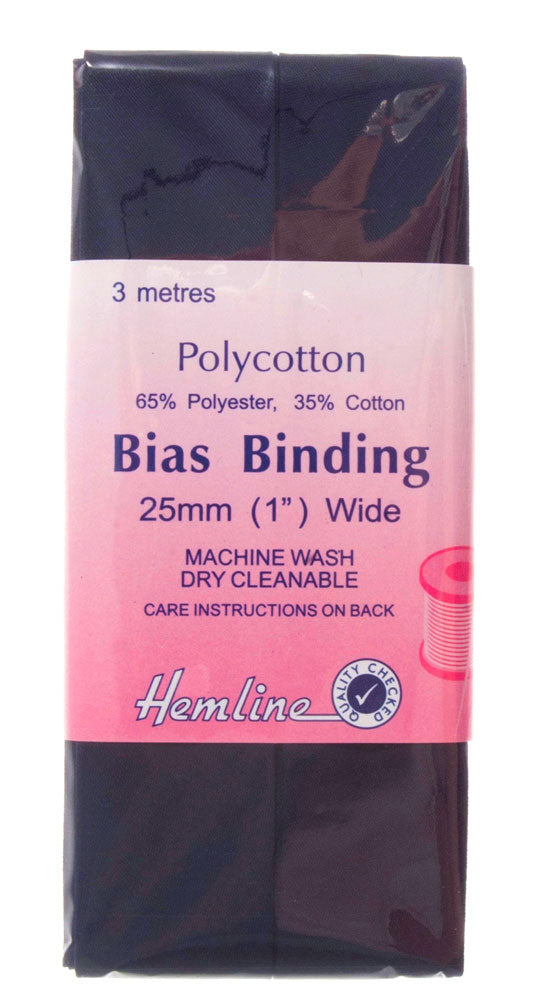 3 metres
Polycotton
65% Polyester, 35% Cotton
Bias Binding
25mm (1”) Wide
MACHINE WASH
DRY CLEANABLE
CARE INSTRUCTIONS ON BACK
Hemline
QUALITY CHECKED